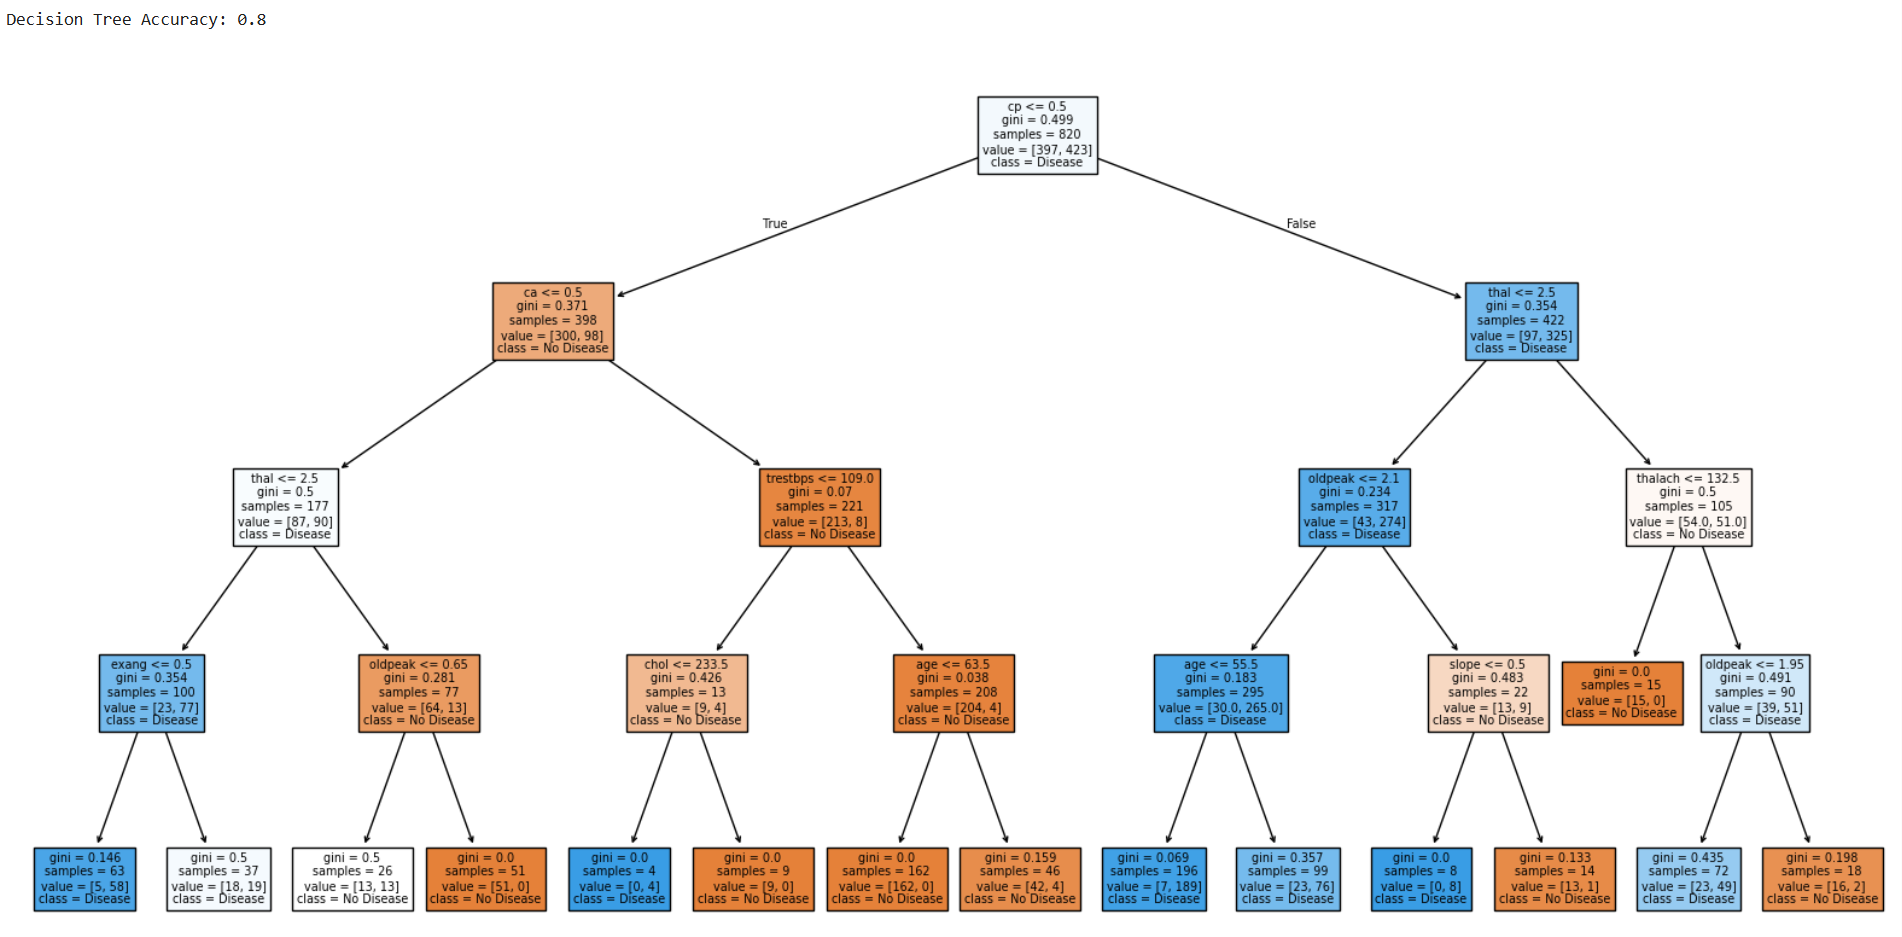 Decision Tree Accuracy: 0.8
cp <= 0.5
gini = 0.499
samples = 820
value = [397, 423]
class = Disease
True
False
ca <= 0.5
gini = 0.371
samples = 398
value = [300, 98]
class = No Disease
thal <= 2.5
gini = 0.354
samples = 422
value = [97, 325]
class = Disease
thal <= 2.5
gini = 0.5
samples = 177
value = [87, 90]
class = Disease
trestbps <= 109.0
gini = 0.07
samples = 221
value = [213, 8]
class = No Disease
oldpeak <= 2.1
gini = 0.234
samples = 317
value = [43, 274]
class = Disease
thalach <= 132.5
gini = 0.5
samples = 105
value = [54.0, 51.0]
class = No Disease
exang <= 0.5
gini = 0.354
samples = 100
value = [23, 77]
class = Disease
oldpeak <= 0.65
gini = 0.281
samples = 77
value = [64, 13]
class = No Disease
chol <= 233.5
gini = 0.426
samples = 13
value = [9, 4]
class = No Disease
age <= 63.5
gini = 0.038
samples = 208
value = [204, 4]
class = No Disease
age <= 55.5
gini = 0.183
samples = 295
value = [30.0, 265.0]
class = Disease
slope <= 0.5
gini = 0.483
samples = 22
value = [13, 9]
class = No Disease
gini = 0.0
samples = 15
value = [15, 0]
class = No Disease
oldpeak <= 1.95
gini = 0.491
samples = 90
value = [39, 51]
class = Disease
gini = 0.146
samples = 63
value = [5, 58]
class = Disease
gini = 0.5
samples = 37
value = [18, 19]
class = Disease
gini = 0.5
samples = 26
value = [13, 13]
class = No Disease
gini = 0.0
samples = 51
value = [51, 0]
class = No Disease
gini = 0.0
samples = 4
value = [0, 4]
class = Disease
gini = 0.0
samples = 9
value = [9, 0]
class = No Disease
gini = 0.0
samples = 162
value = [162, 0]
class = No Disease
gini = 0.159
samples = 46
value = [42, 4]
class = No Disease
gini = 0.069
samples = 196
value = [7, 189]
class = Disease
gini = 0.357
samples = 99
value = [23, 76]
class = Disease
gini = 0.0
samples = 8
value = [0, 8]
class = Disease
gini = 0.133
samples = 14
value = [13, 1]
class = No Disease
gini = 0.435
samples = 72
value = [23, 49]
class = Disease
gini = 0.198
samples = 18
value = [16, 2]
class = No Disease